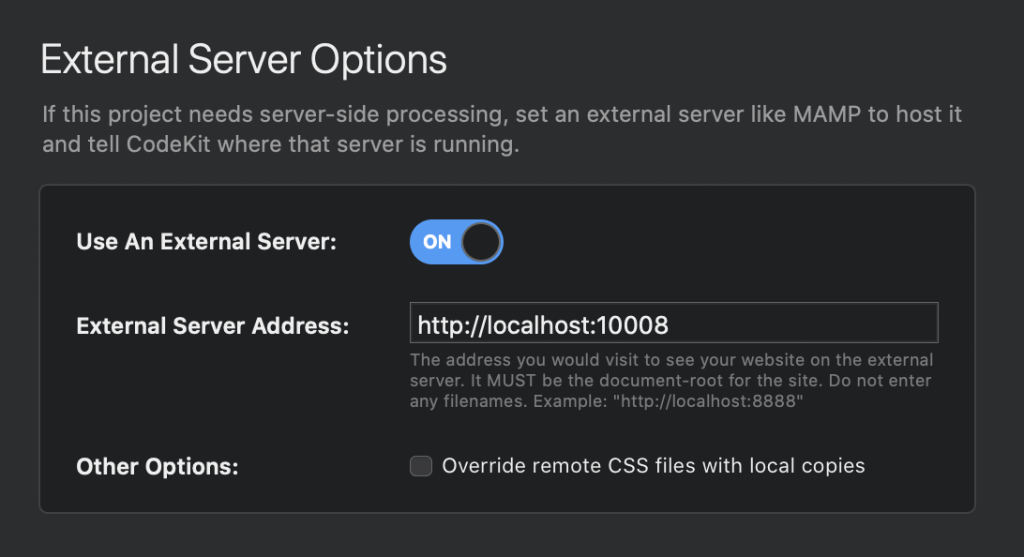 External Server Options
If this project needs server-side processing, set an external server like MAMP to host it
and tell CodeKit where that server is running.
Use An External Server:
ON
External Server Address:
http://localhost:10008
The address you would visit to see your website on the external
server. It MUST be the document-root for the site. Do not enter
any filenames. Example: "http://localhost:8888"
Other Options:
Override remote CSS files with local copies